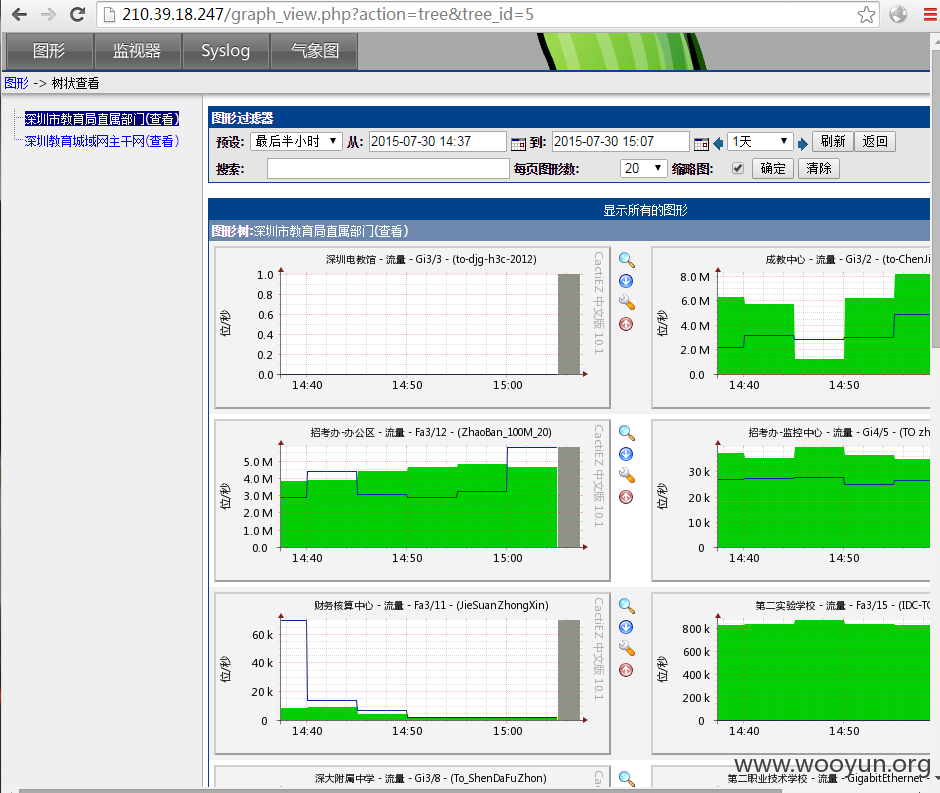 210.39.18.247/graph_view.php?action=tree&tree_id=5
图形 监视器 Syslog 气象图
图形 -> 树状查看
深圳市教育局直属部门(查看)
深圳教育城域网主干网(查看)
图形过滤器
预设: 最后半小时 从: 2015-07-30 14:37 到: 2015-07-30 15:07 1天 刷新 返回
搜索: 每页图形数: 20 缩略图: 确定 清除
显示所有的图形
图形树:深圳市教育局直属部门(查看)
深圳电教馆 - 流量 - Gi3/3 - (to-djg-h3c-2012)
1.0
0.8
0.6
0.4
0.2
0.0
位/秒
14:40 14:50 15:00
CactiEZ 中文版 10.1
成教中心 - 流量 - Gi3/2 - (to-ChenJi
8.0 M
6.0 M
4.0 M
2.0 M
0.0
位/秒
14:40 14:50
招考办-办公区 - 流量 - Fa3/12 - (ZhaoBan_100M_20)
5.0 M
4.0 M
3.0 M
2.0 M
1.0 M
0.0
位/秒
14:40 14:50 15:00
CactiEZ 中文版 10.1
招考办-监控中心 - 流量 - Gi4/5 - (TO zh
30 k
20 k
10 k
0
位/秒
14:40 14:50
财务核算中心 - 流量 - Fa3/11 - (JieSuanZhongXin)
60 k
40 k
20 k
0
位/秒
14:40 14:50 15:00
CactiEZ 中文版 10.1
第二实验学校 - 流量 - Fa3/15 - (IDC-TO
800 k
600 k
400 k
200 k
0
位/秒
14:40 14:50
深大附属中学 - 流量 - Gi3/8 - (To_ShenDaFuZhon)
Cacti
第二职业技术学校 - 流量 - GigabitEthernet -
www.wooyun.org